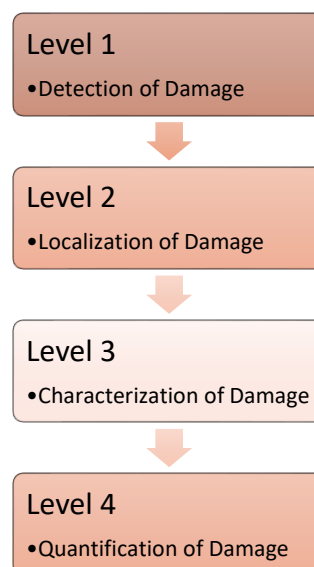 Level 1
•Detection of Damage
Level 2
•Localization of Damage
Level 3
•Characterization of Damage
Level 4
•Quantification of Damage